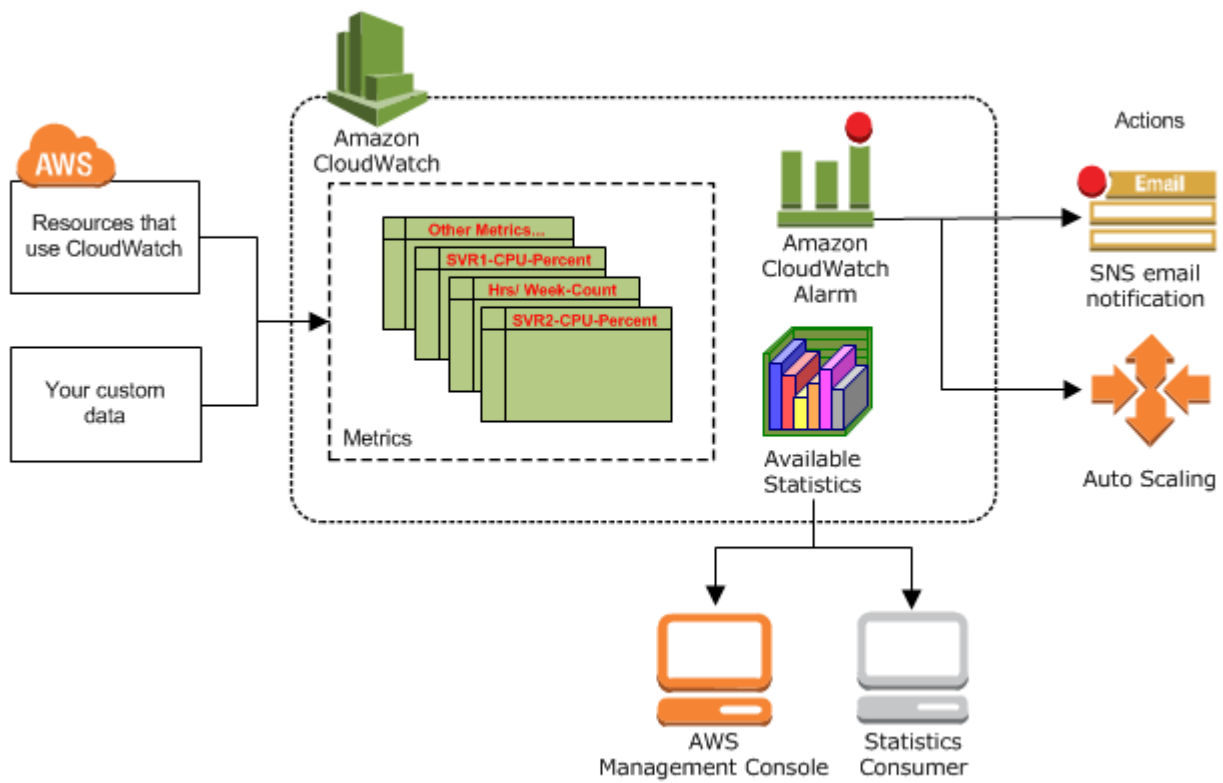 Amazon
CloudWatch
AWS
Resources that
use CloudWatch
Your custom
data
Other Metrics...
SVR1-CPU-Percent
Hrs/ Week-Count
SVR2-CPU-Percent
Metrics
Amazon
CloudWatch
Alarm
Available
Statistics
Actions
Email
SNS email
notification
Auto Scaling
AWS
Management Console
Statistics
Consumer